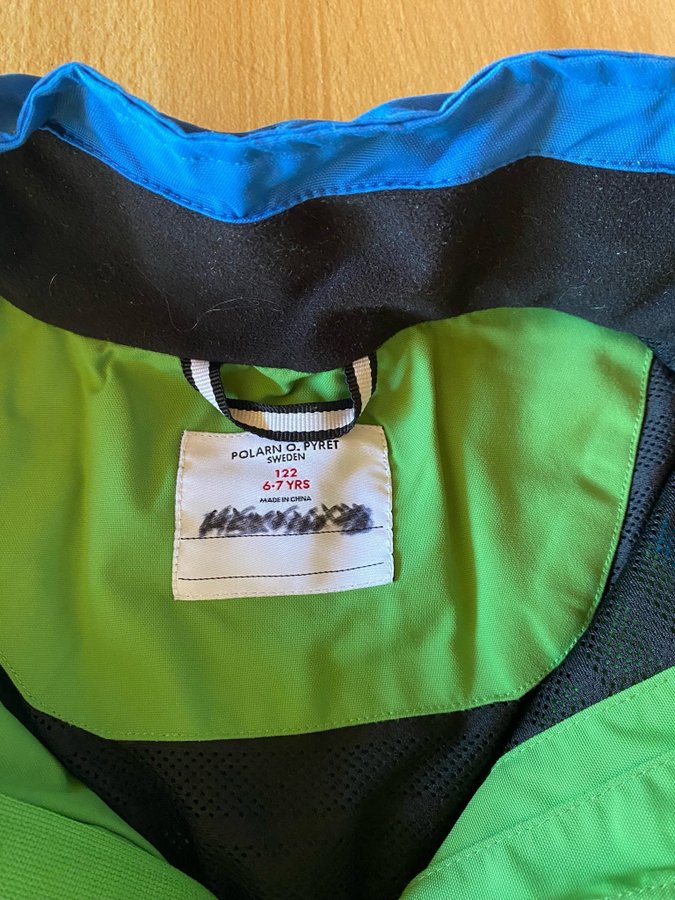 POLARN O. PYRET
SWEDEN
122
6-7 YRS
MADE IN CHINA